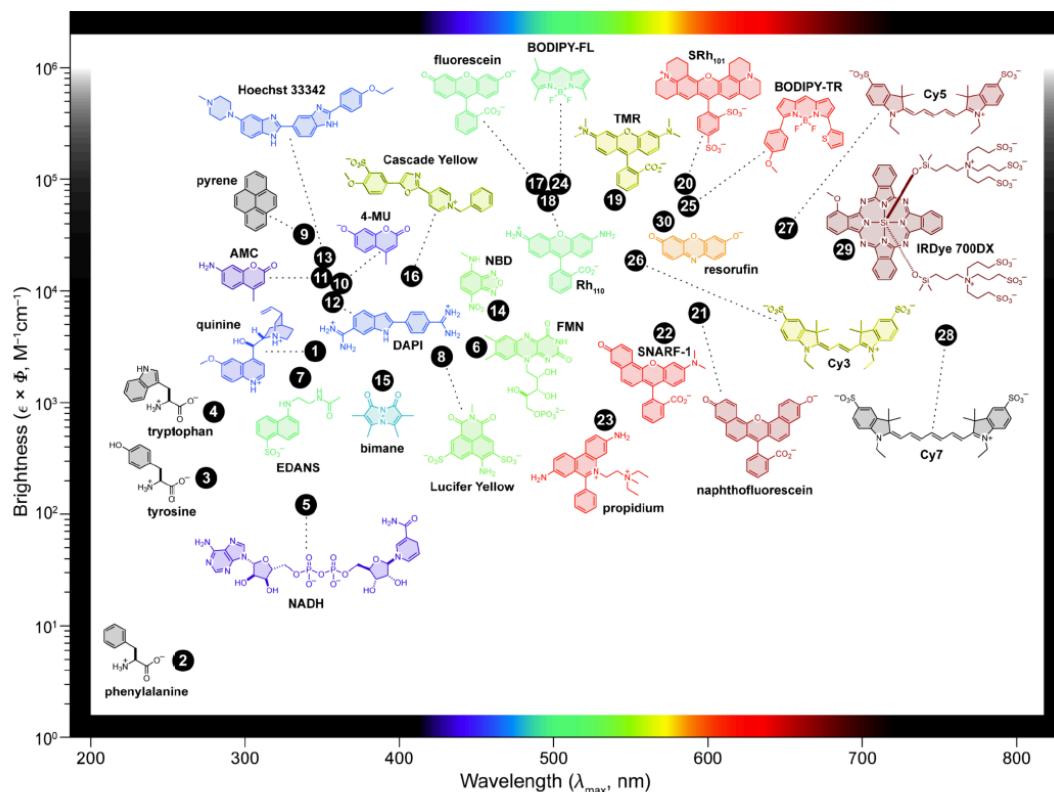 Brightness (ϵ × Φ, M⁻¹cm⁻¹)
10⁶
10⁵
10⁴
10³
10²
10¹
10⁰
200
300
400
500
600
700
800
Wavelength (λmax, nm)
Hoechst 33342
fluorescein
BODIPY-FL
SRh101
BODIPY-TR
Cy5
TMR
Cascade Yellow
pyrene
4-MU
AMC
NBD
Rh110
resorufin
IRDye 700DX
quinine
DAPI
FMN
SNARF-1
Cy3
tryptophan
EDANS
bimane
Lucifer Yellow
propidium
naphthofluorescein
Cy7
tyrosine
NADH
phenylalanine
17
24
18
19
20
25
30
27
29
9
13
11
10
12
16
14
26
21
22
28
1
7
8
6
15
4
23
3
5
2